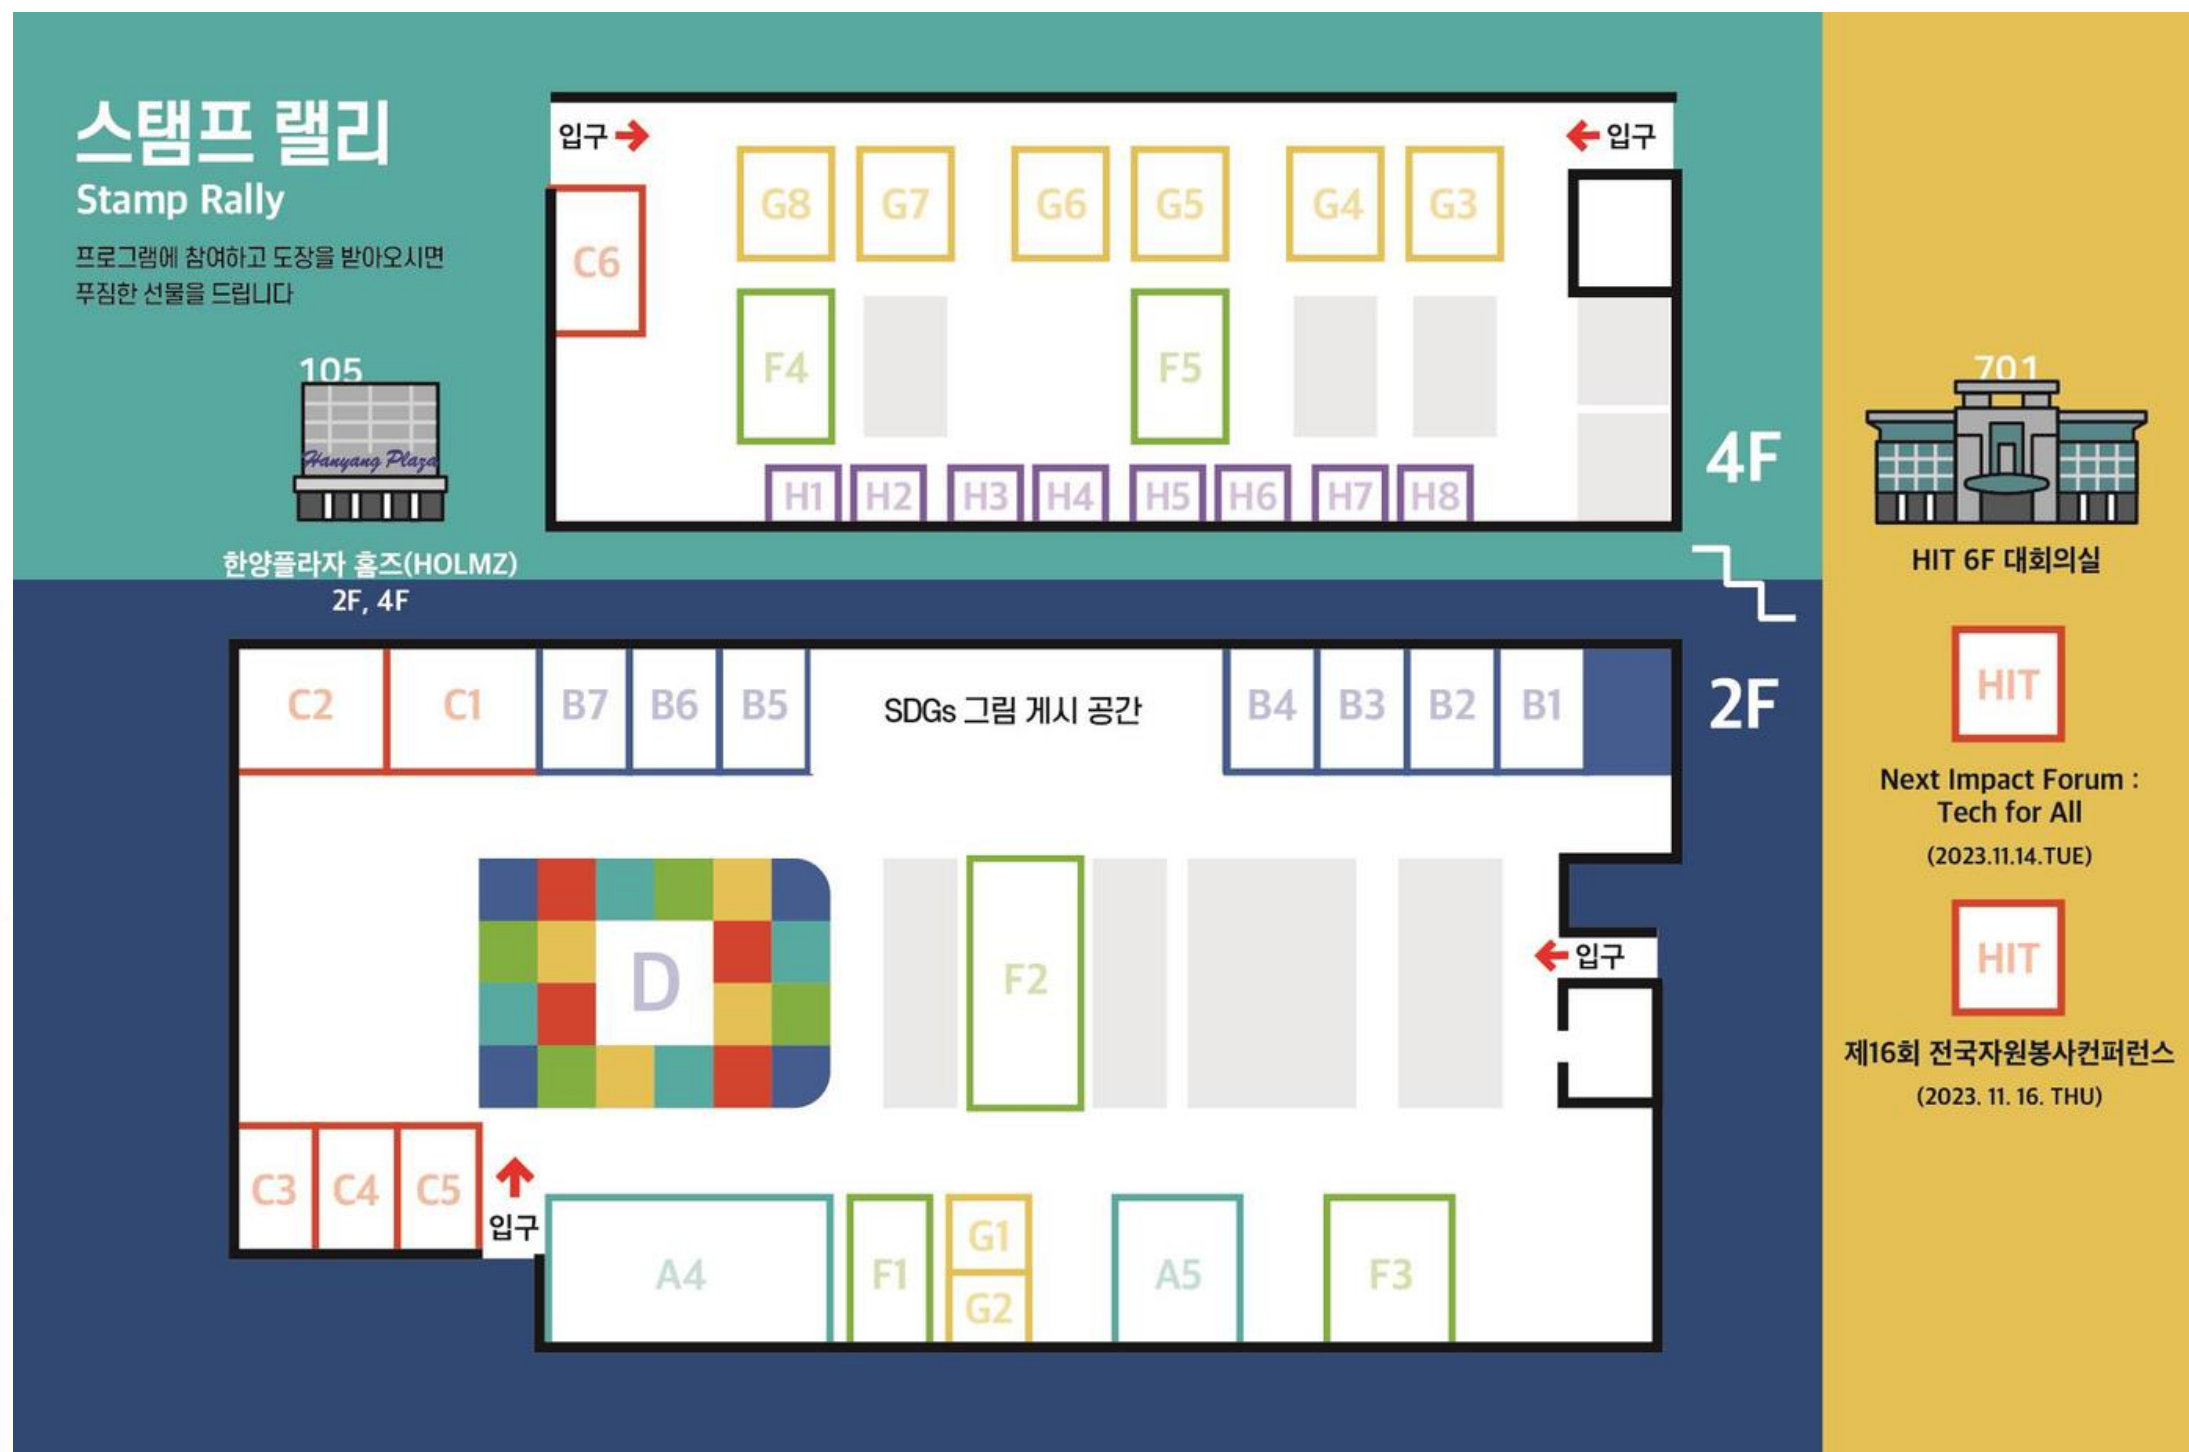 스탬프 랠리
Stamp Rally
프로그램에 참여하고 도장을 받아오시면
푸짐한 선물을 드립니다
105
Hanyang Plaza
한양플라자 홈즈(HOLMZ)
2F, 4F
입구
입구
G8 G7 G6 G5 G4 G3
C6
F4 F5
H1 H2 H3 H4 H5 H6 H7 H8
4F
C2 C1 B7 B6 B5 SDGs 그림 게시 공간 B4 B3 B2 B1
2F
D F2
입구
C3 C4 C5
입구
A4 F1 G1 A5 F3
G2
701
HIT 6F 대회의실
HIT
Next Impact Forum :
Tech for All
(2023.11.14.TUE)
HIT
제16회 전국자원봉사컨퍼런스
(2023. 11. 16. THU)